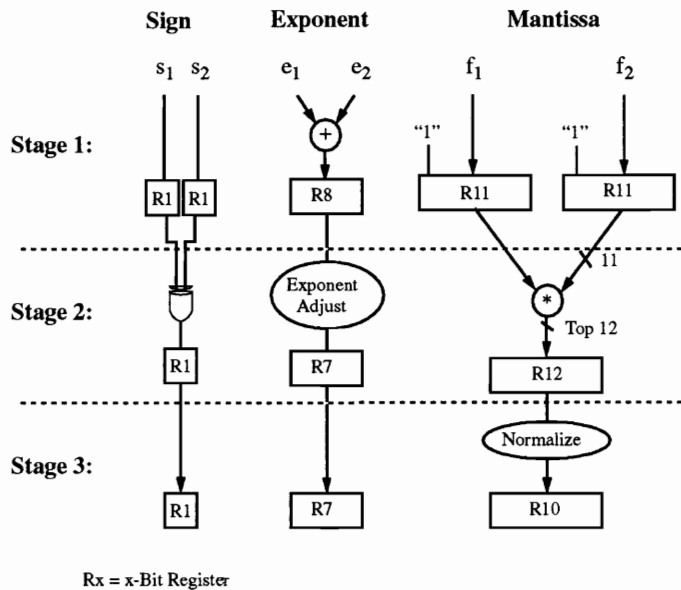 Sign Exponent Mantissa
s1 s2 e1 e2 f1 f2
Stage 1:
+
“1” “1”
R1 R1 R8 R11 R11
11
Stage 2:
Exponent
Adjust
*
Top 12
R1 R7 R12
Stage 3:
Normalize
R1 R7 R10
Rx = x-Bit Register